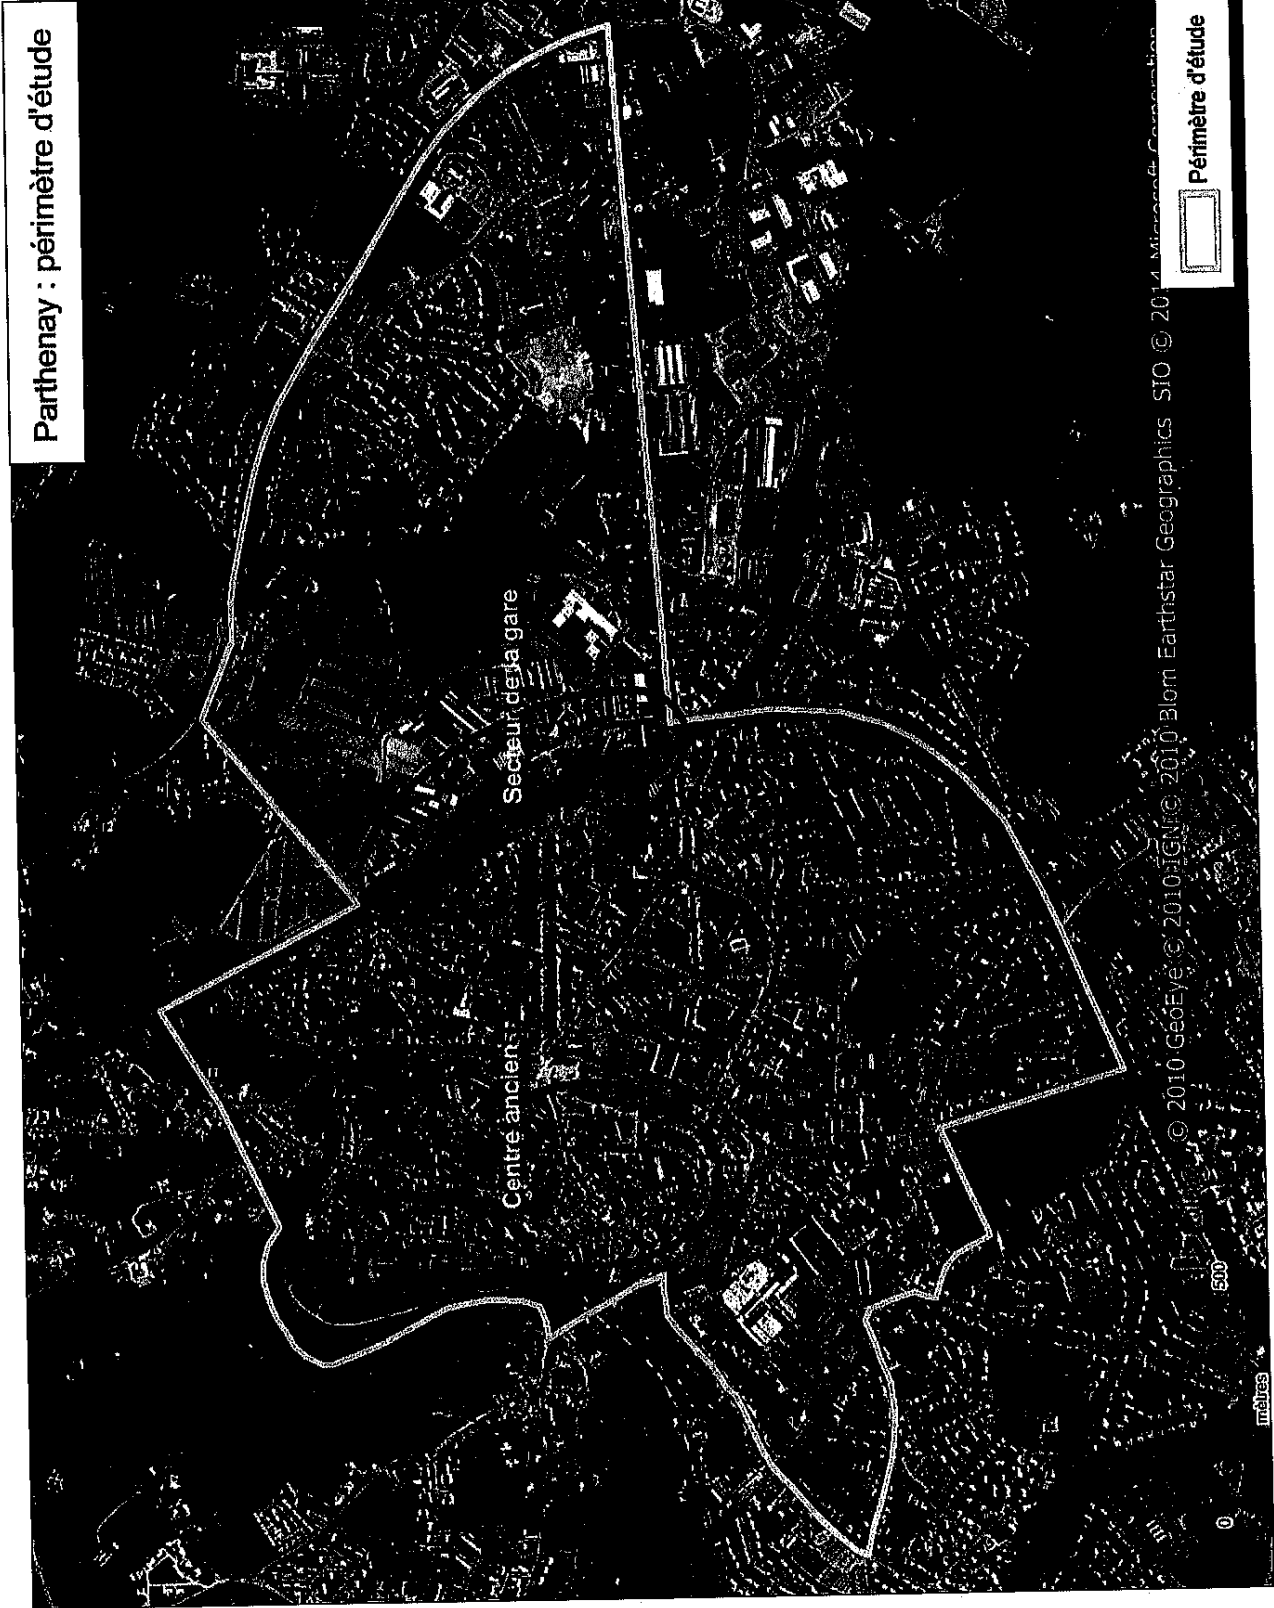 Parthenay : périmètre d'étude
Secteur de la gare
Centre ancien
© 2010 GeoEye © 2010 IGN © 2010 Blom Earthstar Geographics SIO © 2014 Microsoft Corporation
Périmètre d'étude
0
500
mètres